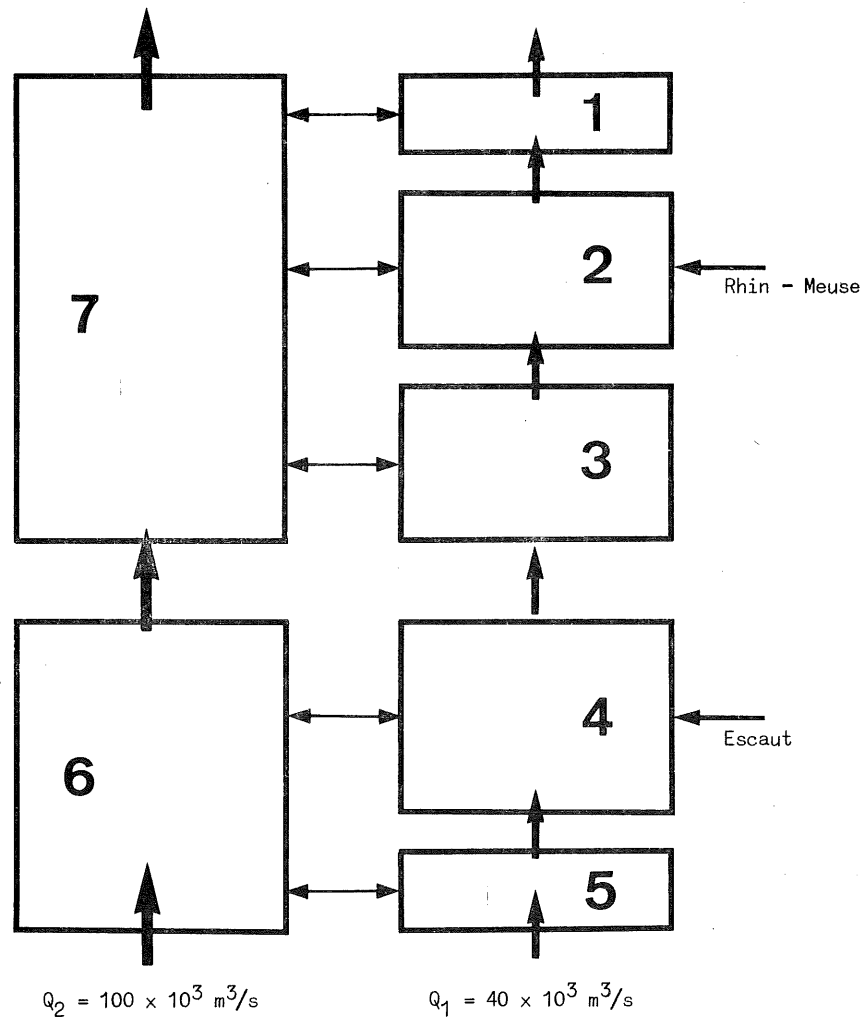 1
2
Rhin - Meuse
7
3
4
Escaut
6
5
Q₂ = 100 x 10³ m³/s
Q₁ = 40 x 10³ m³/s